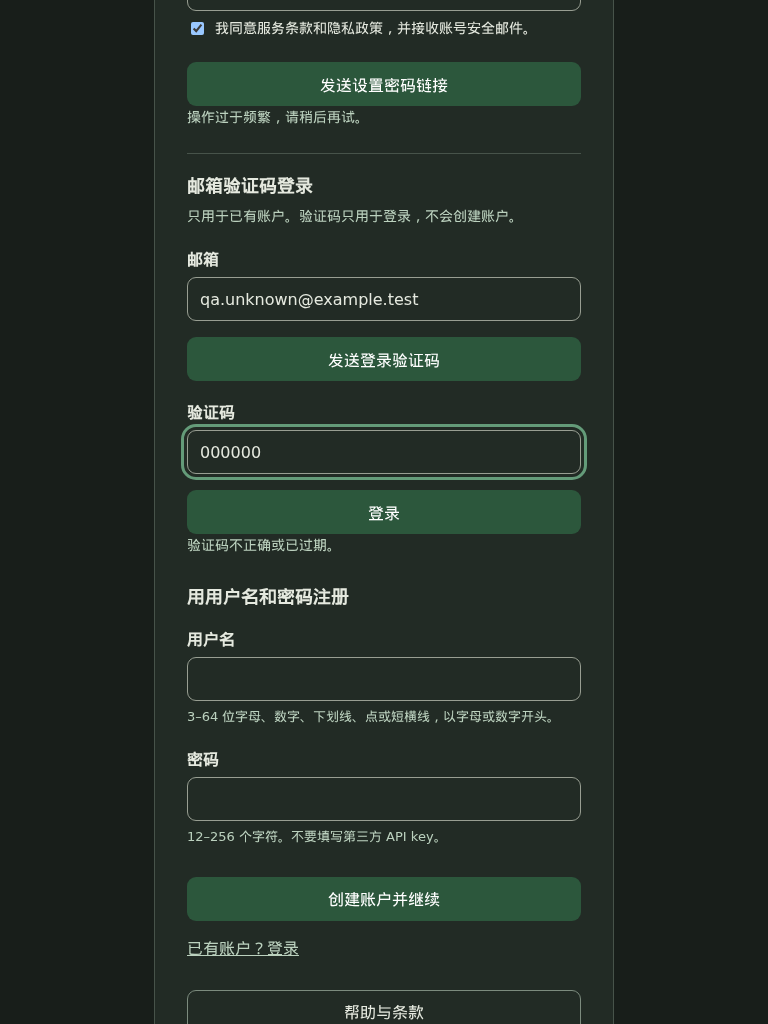 我同意服务条款和隐私政策，并接收账号安全邮件。
发送设置密码链接
操作过于频繁，请稍后再试。
邮箱验证码登录
只用于已有账户。验证码只用于登录，不会创建账户。
邮箱
qa.unknown@example.test
发送登录验证码
验证码
000000
登录
验证码不正确或已过期。
用用户名和密码注册
用户名
3–64 位字母、数字、下划线、点或短横线，以字母或数字开头。
密码
12–256 个字符。不要填写第三方 API key。
创建账户并继续
已有账户？登录
帮助与条款